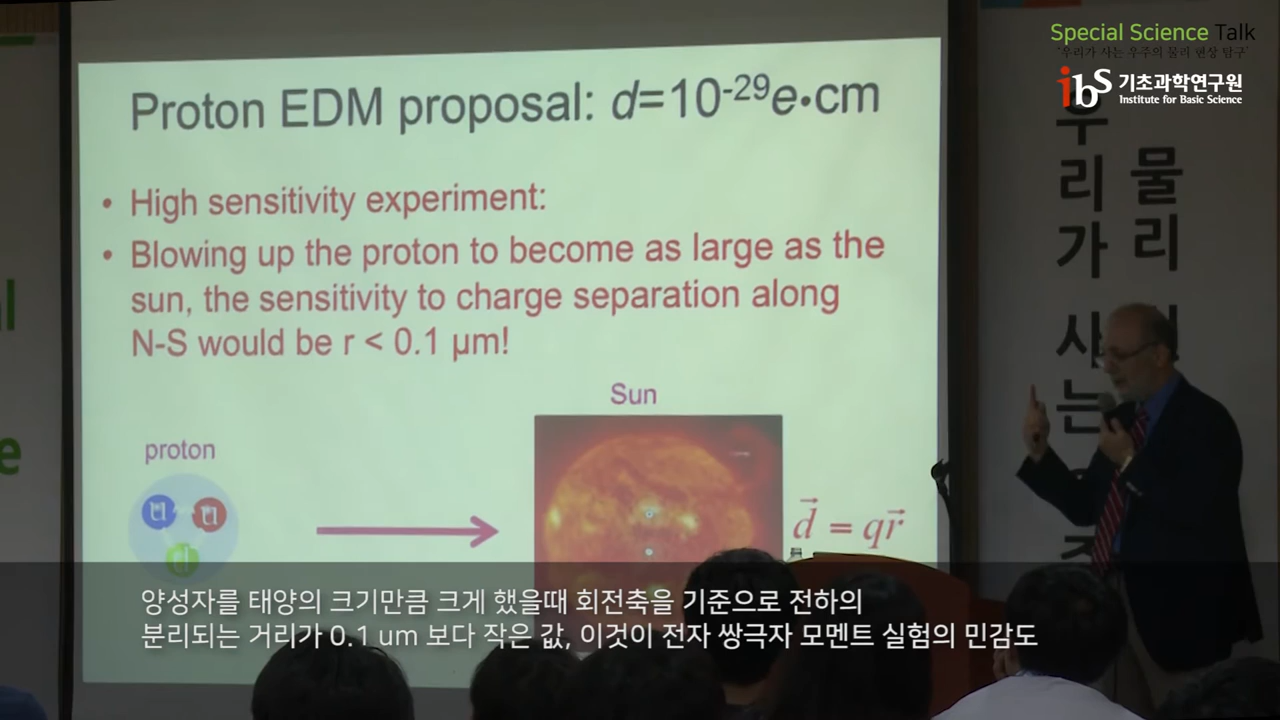 Special Science Talk
'우리가 사는 우주의 물리 현상 탐구'
ibs 기초과학연구원
Institute for Basic Science
Proton EDM proposal: d=10⁻²⁹e•cm
• High sensitivity experiment:
• Blowing up the proton to become as large as the
sun, the sensitivity to charge separation along
N-S would be r < 0.1 µm!
Sun
proton
u u
d
d⃗ = qr⃗
물리
우리가 사는
양성자를 태양의 크기만큼 크게 했을때 회전축을 기준으로 전하의
분리되는 거리가 0.1 um 보다 작은 값, 이것이 전자 쌍극자 모멘트 실험의 민감도